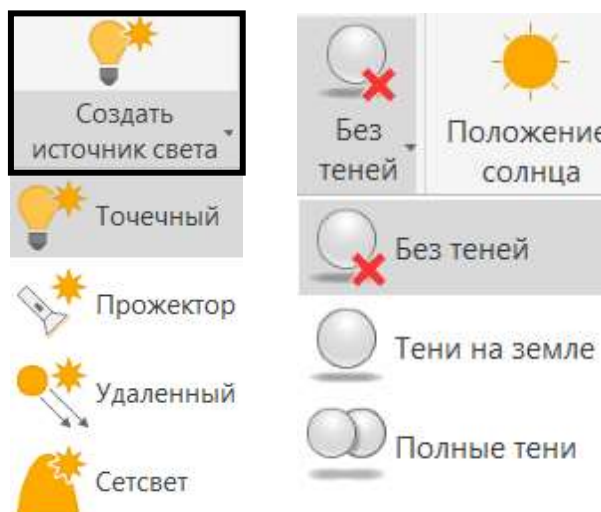 Создать
источник света
Точечный
Прожектор
Удаленный
Сетсвет
Без
теней
Положение
солнца
Без теней
Тени на земле
Полные тени